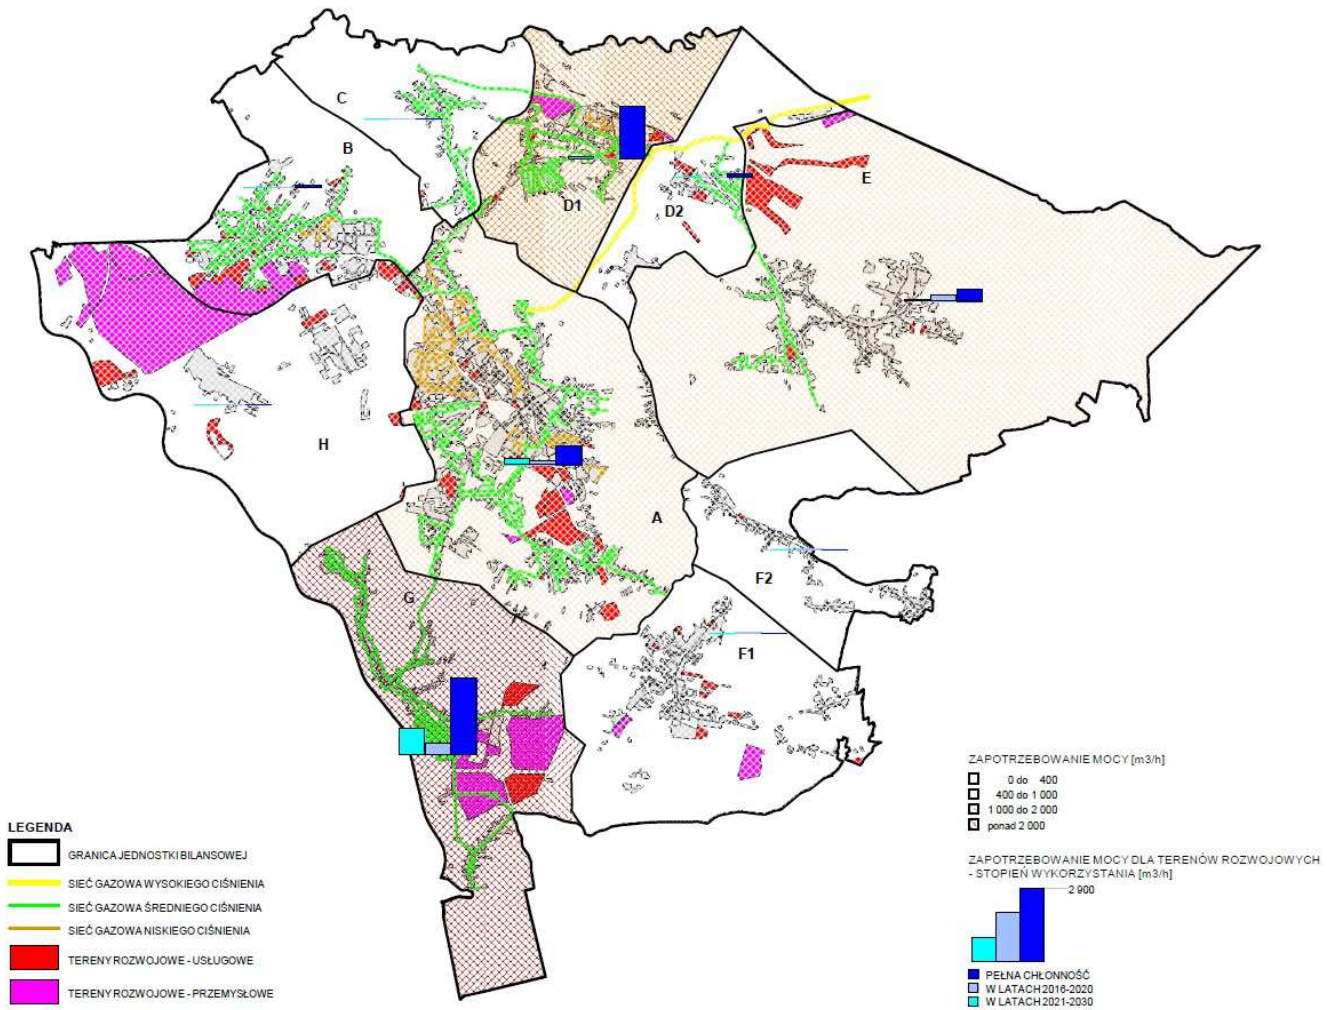 C
B
D1
D2
E
H
A
G
F2
F1
LEGENDA
GRANICA JEDNOSTKI BILANSOWEJ
SIEĆ GAZOWA WYSOKIEGO CIŚNIENIA
SIEĆ GAZOWA ŚREDNIEGO CIŚNIENIA
SIEĆ GAZOWA NISKIEGO CIŚNIENIA
TERENY ROZWOJOWE - USŁUGOWE
TERENY ROZWOJOWE - PRZEMYSŁOWE
ZAPOTRZEBOWANIE MOCY [m3/h]
0 do 400
400 do 1 000
1 000 do 2 000
ponad 2 000
ZAPOTRZEBOWANIE MOCY DLA TERENÓW ROZWOJOWYCH
- STOPIEŃ WYKORZYSTANIA [m3/h]
2 900
PEŁNA CHŁONNOŚĆ
W LATACH 2016-2020
W LATACH 2021-2030